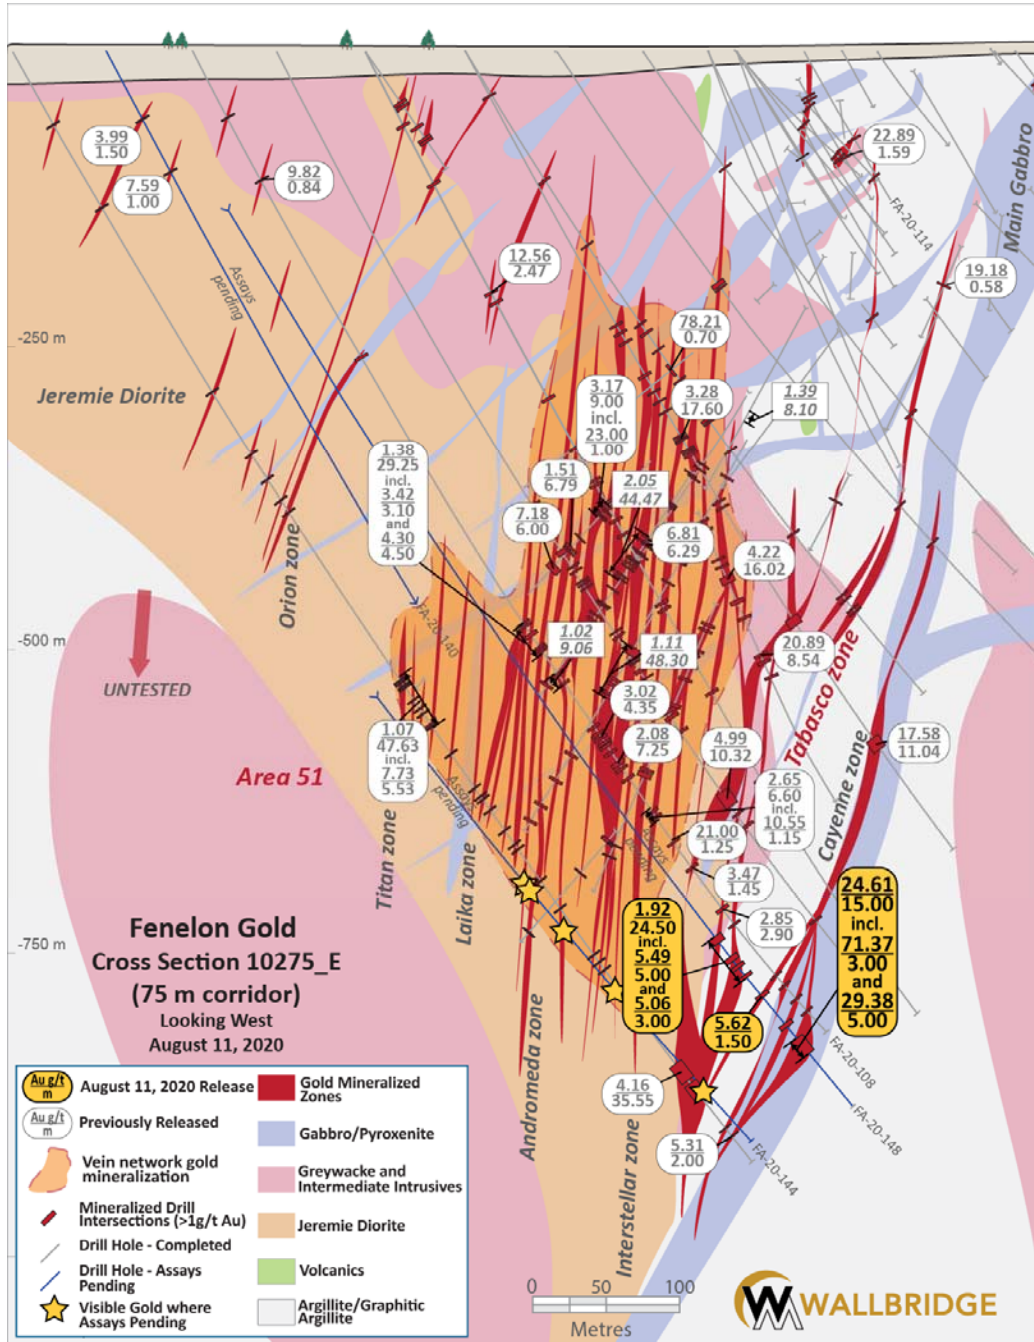 3.99
1.50
7.59
1.00
9.82
0.84
22.89
1.59
FA-20-114
Main Gabbro
Assays
pending
12.56
2.47
19.18
0.58
-250 m
78.21
0.70
Jeremie Diorite
3.17
9.00
incl.
23.00
1.00
3.28
17.60
1.39
8.10
1.38
29.25
incl.
3.42
3.10
and
4.30
4.50
1.51
6.79
2.05
44.47
7.18
6.00
6.81
6.29
4.22
16.02
Orion zone
FA-20-140
-500 m
UNTESTED
1.02
9.06
1.11
48.30
20.89
8.54
Tabasco zone
3.02
4.35
2.08
7.25
4.99
10.32
17.58
11.04
1.07
47.63
incl.
7.73
5.53
Area 51
Assays
pending
2.65
6.60
incl.
10.55
1.15
Cayenne zone
Assays
pending
21.00
1.25
3.47
1.45
2.85
2.90
Titan zone
Laika zone
-750 m
24.61
15.00
incl.
71.37
3.00
and
29.38
5.00
1.92
24.50
incl.
5.49
5.00
and
5.06
3.00
5.62
1.50
Fenelon Gold
Cross Section 10275_E
(75 m corridor)
Looking West
August 11, 2020
Andromeda zone
Interstellar zone
4.16
35.55
5.31
2.00
FA-20-108
FA-20-148
FA-20-144
Au g/t
m
August 11, 2020 Release
Au g/t
m
Previously Released
Vein network gold
mineralization
Mineralized Drill
Intersections (>1g/t Au)
Drill Hole - Completed
Drill Hole - Assays
Pending
Visible Gold where
Assays Pending
Gold Mineralized
Zones
Gabbro/Pyroxenite
Greywacke and
Intermediate Intrusives
Jeremie Diorite
Volcanics
Argillite/Graphitic
Argillite
0 50 100
Metres
WALLBRIDGE